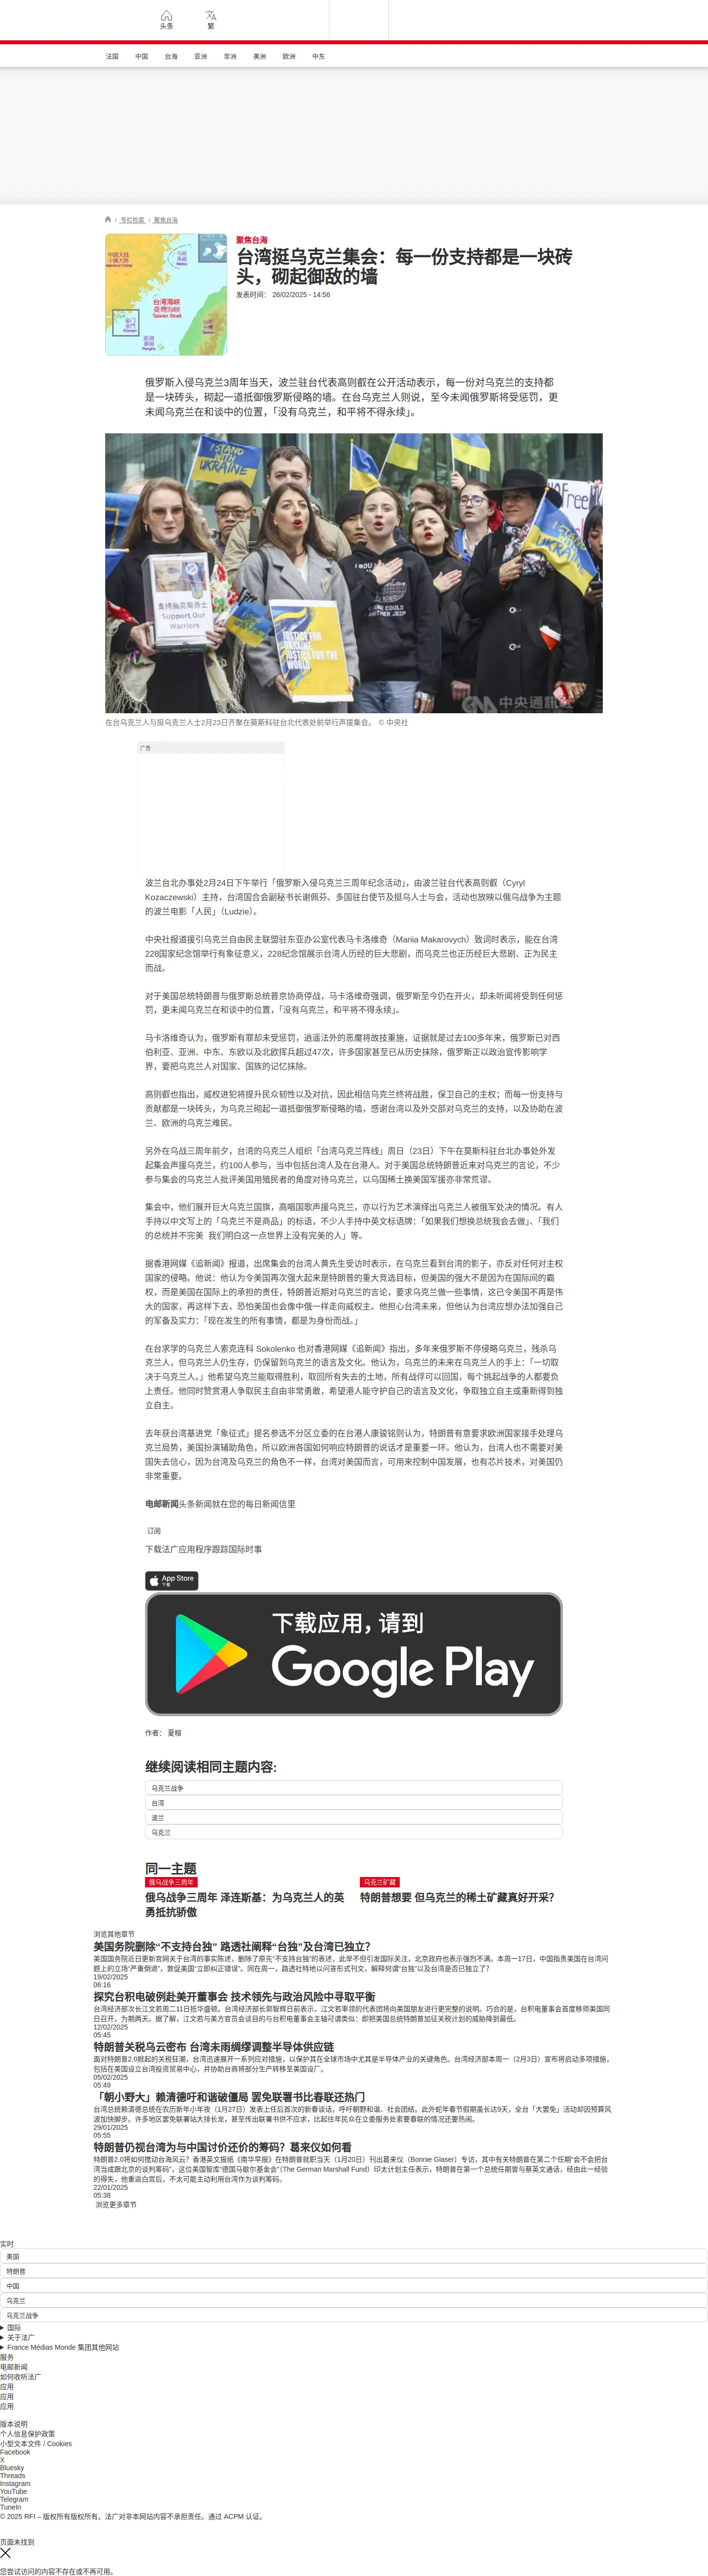 头条
繁
法国 中国 台海 亚洲 非洲 美洲 欧洲 中东
/ 专栏检索 / 聚焦台海
聚焦台海
台湾挺乌克兰集会：每一份支持都是一块砖
头，砌起御敌的墙
发表时间： 26/02/2025 - 14:56
中国大陆
中國大陸
Mainland China
马祖
馬祖
Matsu
台湾海峡
臺灣海峽
Taiwan Strait
金门
金門
Kinmen
澎湖
澎湖
Penghu
台湾
台灣
Taiwan
俄罗斯入侵乌克兰3周年当天，波兰驻台代表高则叡在公开活动表示，每一份对乌克兰的支持都
是一块砖头，砌起一道抵御俄罗斯侵略的墙。在台乌克兰人则说，至今未闻俄罗斯将受惩罚，更
未闻乌克兰在和谈中的位置，「没有乌克兰，和平将不得永续」。
I STAND
WITH
UKRAINE
支持烏克蘭勇士
Support Our
Warriors
JUSTICE FOR
UKRAINE,
JUSTICE FOR THE
WORLD
I STAND
UKRAINE
中央通訊社
在台乌克兰人与挺乌克兰人士2月23日齐聚在莫斯科驻台北代表处前举行声援集会。 © 中央社
广告
波兰台北办事处2月24日下午举行「俄罗斯入侵乌克兰三周年纪念活动」，由波兰驻台代表高则叡（Cyryl
Kozaczewski）主持，台湾国合会副秘书长谢佩芬、多国驻台使节及挺乌人士与会，活动也放映以俄乌战争为主题
的波兰电影「人民」（Ludzie）。
中央社报道援引乌克兰自由民主联盟驻东亚办公室代表马卡洛维奇（Mariia Makarovych）致词时表示，能在台湾
228国家纪念馆举行有象征意义，228纪念馆展示台湾人历经的巨大悲剧，而乌克兰也正历经巨大悲剧、正为民主
而战。
对于美国总统特朗普与俄罗斯总统普京协商停战，马卡洛维奇强调，俄罗斯至今仍在开火，却未听闻将受到任何惩
罚，更未闻乌克兰在和谈中的位置，「没有乌克兰，和平将不得永续」。
马卡洛维奇认为，俄罗斯有罪却未受惩罚，逍遥法外的恶魔将故技重施，证据就是过去100多年来，俄罗斯已对西
伯利亚、亚洲、中东、东欧以及北欧挥兵超过47次，许多国家甚至已从历史抹除，俄罗斯正以政治宣传影响学
界，要把乌克兰人对国家、国族的记忆抹除。
高则叡也指出，威权进犯将提升民众韧性以及对抗，因此相信乌克兰终将战胜，保卫自己的主权；而每一份支持与
贡献都是一块砖头，为乌克兰砌起一道抵御俄罗斯侵略的墙，感谢台湾以及外交部对乌克兰的支持，以及协助在波
兰、欧洲的乌克兰难民。
另外在乌战三周年前夕，台湾的乌克兰人组织「台湾乌克兰阵线」周日（23日）下午在莫斯科驻台北办事处外发
起集会声援乌克兰，约100人参与，当中包括台湾人及在台港人。对于美国总统特朗普近来对乌克兰的言论，不少
参与集会的乌克兰人批评美国用殖民者的角度对待乌克兰，以乌国稀土换美国军援亦非常荒谬。
集会中，他们展开巨大乌克兰国旗，高唱国歌声援乌克兰，亦以行为艺术演绎出乌克兰人被俄军处决的情况。有人
手持以中文写上的「乌克兰不是商品」的标语，不少人手持中英文标语牌：「如果我们想换总统我会去做」、「我们
的总统并不完美  我们明白这一点世界上没有完美的人」等。
据香港网媒《追新闻》报道，出席集会的台湾人黄先生受访时表示，在乌克兰看到台湾的影子，亦反对任何对主权
国家的侵略。他说：他认为令美国再次强大起来是特朗普的重大竞选目标，但美国的强大不是因为在国际间的霸
权，而是美国在国际上的承担的责任，特朗普近期对乌克兰的言论，要求乌克兰做一些事情，这已令美国不再是伟
大的国家，再这样下去，恐怕美国也会像中俄一样走向威权主。他担心台湾未来，但他认为台湾应想办法加强自己
的军备及实力：「现在发生的所有事情，都是为身份而战。」
在台求学的乌克兰人索克连科 Sokolenko 也对香港网媒《追新闻》指出，多年来俄罗斯不停侵略乌克兰，残杀乌
克兰人，但乌克兰人仍生存，仍保留到乌克兰的语言及文化。他认为，乌克兰的未来在乌克兰人的手上：「一切取
决于乌克兰人。」他希望乌克兰能取得胜利，取回所有失去的土地，所有战俘可以回国，每个挑起战争的人都要负
上责任。他同时赞赏港人争取民主自由非常勇敢，希望港人能守护自己的语言及文化，争取独立自主或重新得到独
立自主。
去年获台湾基进党「象征式」提名参选不分区立委的在台港人康骏铭则认为，特朗普有意要求欧洲国家接手处理乌
克兰局势，美国扮演辅助角色，所以欧洲各国如何响应特朗普的说话才是重要一环。他认为，台湾人也不需要对美
国失去信心，因为台湾及乌克兰的角色不一样，台湾对美国而言，可用来控制中国发展，也有芯片技术，对美国仍
非常重要。
电邮新闻头条新闻就在您的每日新闻信里
订阅
下载法广应用程序跟踪国际时事
App Store
下载
下载应用，请到
Google Play
作者： 夏榕
继续阅读相同主题内容:
乌克兰战争
台湾
波兰
乌克兰
同一主题
俄乌战争三周年
俄乌战争三周年 泽连斯基：为乌克兰人的英
勇抵抗骄傲
乌克兰矿藏
特朗普想要 但乌克兰的稀土矿藏真好开采？
浏览其他章节
美国务院删除“不支持台独” 路透社阐释“台独”及台湾已独立？
美国国务院近日更新官网关于台湾的事实陈述，删除了原先“不支持台独”的表述，此举不但引发国际关注，北京政府也表示强烈不满。本周一17日，中国指责美国在台湾问
题上的立场“严重倒退”，敦促美国“立即纠正错误”。同在周一，路透社特地以问答形式刊文，解释何谓“台独”以及台湾是否已独立了？
19/02/2025
06:16
探究台积电破例赴美开董事会 技术领先与政治风险中寻取平衡
台湾经济部次长江文若周二11日抵华盛顿。台湾经济部长郭智辉日前表示，江文若率领的代表团将向美国朋友进行更完整的说明。巧合的是，台积电董事会首度移师美国同
日召开，为期两天。据了解，江文若与美方官员会谈目的与台积电董事会主轴可谓类似：即把美国总统特朗普加征关税计划的威胁降到最低。
12/02/2025
05:45
特朗普关税乌云密布 台湾未雨绸缪调整半导体供应链
面对特朗普2.0掀起的关税狂潮，台湾迅速展开一系列应对措施，以保护其在全球市场中尤其是半导体产业的关键角色。台湾经济部本周一（2月3日）宣布将启动多项措施，
包括在美国设立台湾投资贸易中心，并协助台商将部分生产转移至美国设厂。
05/02/2025
05:49
「朝小野大」赖清德吁和谐破僵局 罢免联署书比春联还热门
台湾总统赖清德总统在农历新年小年夜（1月27日）发表上任后首次的新春谈话，呼吁朝野和谐、社会团结。此外蛇年春节假期虽长达9天，全台「大罢免」活动却因预算风
波加快脚步。许多地区罢免联署站大排长龙，甚至传出联署书供不应求，比起往年民众在立委服务处索要春联的情况还要热闹。
29/01/2025
05:55
特朗普仍视台湾为与中国讨价还价的筹码？葛来仪如何看
特朗普2.0将如何摆动台海风云？香港英文报纸《南华早报》在特朗普就职当天（1月20日）刊出葛来仪（Bonnie Glaser）专访，其中有关特朗普在第二个任期“会不会把台
湾当成跟北京的谈判筹码”，这位美国智库“德国马歇尔基金会”（The German Marshall Fund）印太计划主任表示，特朗普在第一个总统任期曾与蔡英文通话，经由此一经验
的得失，他重返白宫后，不太可能主动利用台湾作为谈判筹码。
22/01/2025
05:38
浏览更多章节
实时
美国
特朗普
中国
乌克兰
乌克兰战争
国际
关于法广
France Médias Monde 集团其他网站
服务
电邮新闻
如何收听法广
应用
应用
应用
版本说明
个人信息保护政策
小型文本文件 / Cookies
Facebook
X
Bluesky
Threads
Instagram
YouTube
Telegram
TuneIn
© 2025 RFI – 版权所有版权所有。法广对非本网站内容不承担责任。通过 ACPM 认证。
页面未找到
您尝试访问的内容不存在或不再可用。